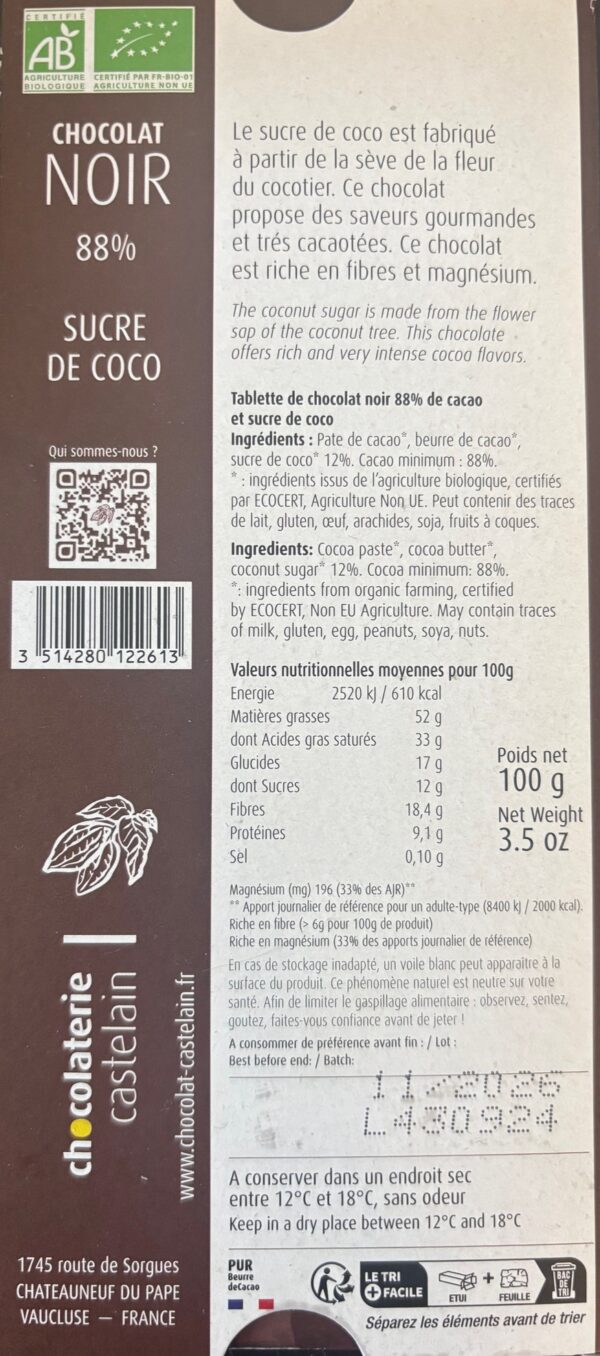 CERTIFIÉ
AB
AGRICULTURE
BIOLOGIQUE
CERTIFIÉ PAR FR-BIO-01
AGRICULTURE NON UE
CHOCOLAT
NOIR
88%
SUCRE
DE COCO
Qui sommes-nous ?
3 514280 122613
chocolaterie
castelain
www.chocolat-castelain.fr
1745 route de Sorgues
CHATEAUNEUF DU PAPE
VAUCLUSE — FRANCE
Le sucre de coco est fabriqué
à partir de la sève de la fleur
du cocotier. Ce chocolat
propose des saveurs gourmandes
et trés cacaotées. Ce chocolat
est riche en fibres et magnésium.
The coconut sugar is made from the flower
sap of the coconut tree. This chocolate
offers rich and very intense cocoa flavors.
Tablette de chocolat noir 88% de cacao
et sucre de coco
Ingrédients : Pate de cacao*, beurre de cacao*,
sucre de coco* 12%. Cacao minimum : 88%.
* : ingrédients issus de l'agriculture biologique, certifiés
par ECOCERT, Agriculture Non UE. Peut contenir des traces
de lait, gluten, œuf, arachides, soja, fruits à coques.
Ingredients: Cocoa paste*, cocoa butter*,
coconut sugar* 12%. Cocoa minimum: 88%.
*: ingredients from organic farming, certified
by ECOCERT, Non EU Agriculture. May contain traces
of milk, gluten, egg, peanuts, soya, nuts.
Valeurs nutritionnelles moyennes pour 100g
Energie 2520 kJ / 610 kcal
Matières grasses 52 g
dont Acides gras saturés 33 g
Glucides 17 g
dont Sucres 12 g
Fibres 18,4 g
Protéines 9,1 g
Sel 0,10 g
Poids net
100 g
Net Weight
3.5 oz
Magnésium (mg) 196 (33% des AJR)**
** Apport journalier de référence pour un adulte-type (8400 kJ / 2000 kcal).
Riche en fibre (> 6g pour 100g de produit)
Riche en magnésium (33% des apports journalier de référence)
En cas de stockage inadapté, un voile blanc peut apparaitre à la
surface du produit. Ce phénomène naturel est neutre sur votre
santé. Afin de limiter le gaspillage alimentaire : observez, sentez,
goutez, faites-vous confiance avant de jeter !
A consommer de préférence avant fin : / Lot :
Best before end: / Batch:
11/2026
L430924
A conserver dans un endroit sec
entre 12°C et 18°C, sans odeur
Keep in a dry place between 12°C and 18°C
PUR
Beurre
deCacao
LE TRI
+ FACILE
ETUI
+
FEUILLE
BAC
DE
TRI
Séparez les éléments avant de trier